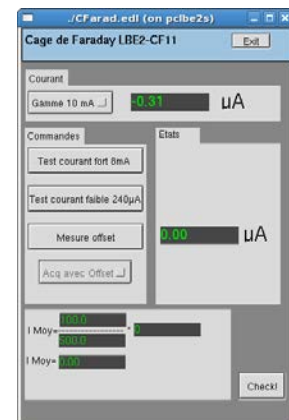 ./CFarad.edl (on pclbe2s)
Cage de Faraday LBE2-CF11
Exit
Courant
Gamme 10 mA
-0.31
µA
Commandes
Etats
Test courant fort 8mA
Test courant faible 240µA
Mesure offset
0.00
µA
Acq avec Offset
100.0
I Moy=
* 0
500.0
I Moy= 0.00
Check!